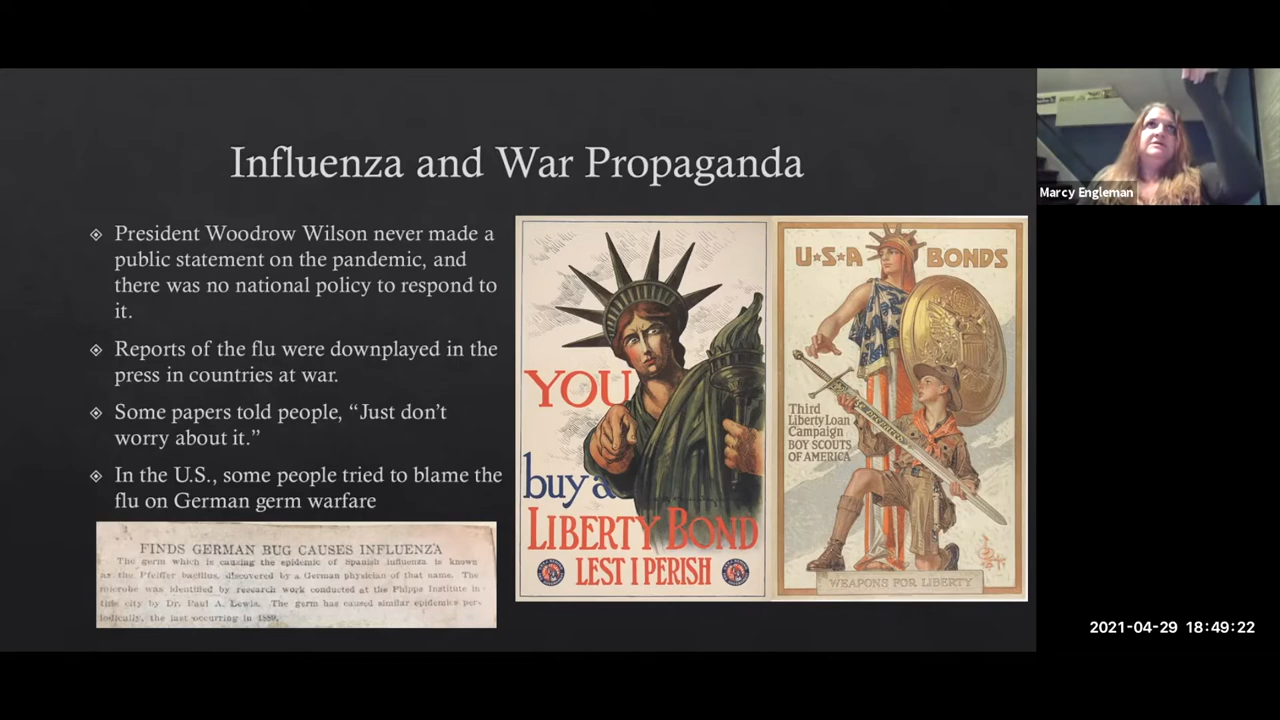 Influenza and War Propaganda
President Woodrow Wilson never made a
public statement on the pandemic, and
there was no national policy to respond to
it.
Reports of the flu were downplayed in the
press in countries at war.
Some papers told people, “Just don’t
worry about it.”
In the U.S., some people tried to blame the
flu on German germ warfare
FINDS GERMAN BUG CAUSES INFLUENZA
The germ which is causing the epidemic of Spanish influenza is known
as the Pfeiffer bacillus, discovered by a German physician of that name. The
microbe was identified by research work conducted at the Phipps Institute in
this city by Dr. Paul A. Lewis. The germ has caused similar epidemics per-
iodically, the last occurring in 1889.
YOU
buy a
LIBERTY BOND
LEST I PERISH
U★S★A BONDS
Third
Liberty Loan
Campaign
BOY SCOUTS
OF AMERICA
WEAPONS FOR LIBERTY
Marcy Engleman
2021-04-29 18:49:22